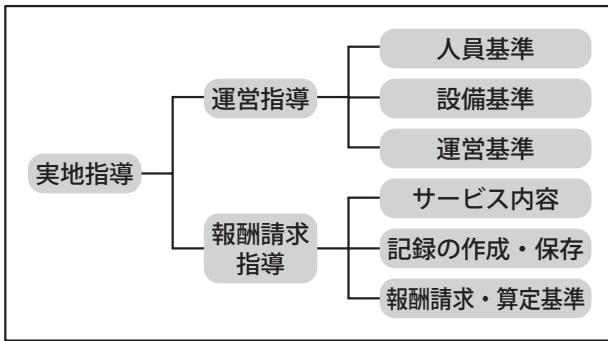 実地指導
運営指導
人員基準
設備基準
運営基準
報酬請求
指導
サービス内容
記録の作成・保存
報酬請求・算定基準